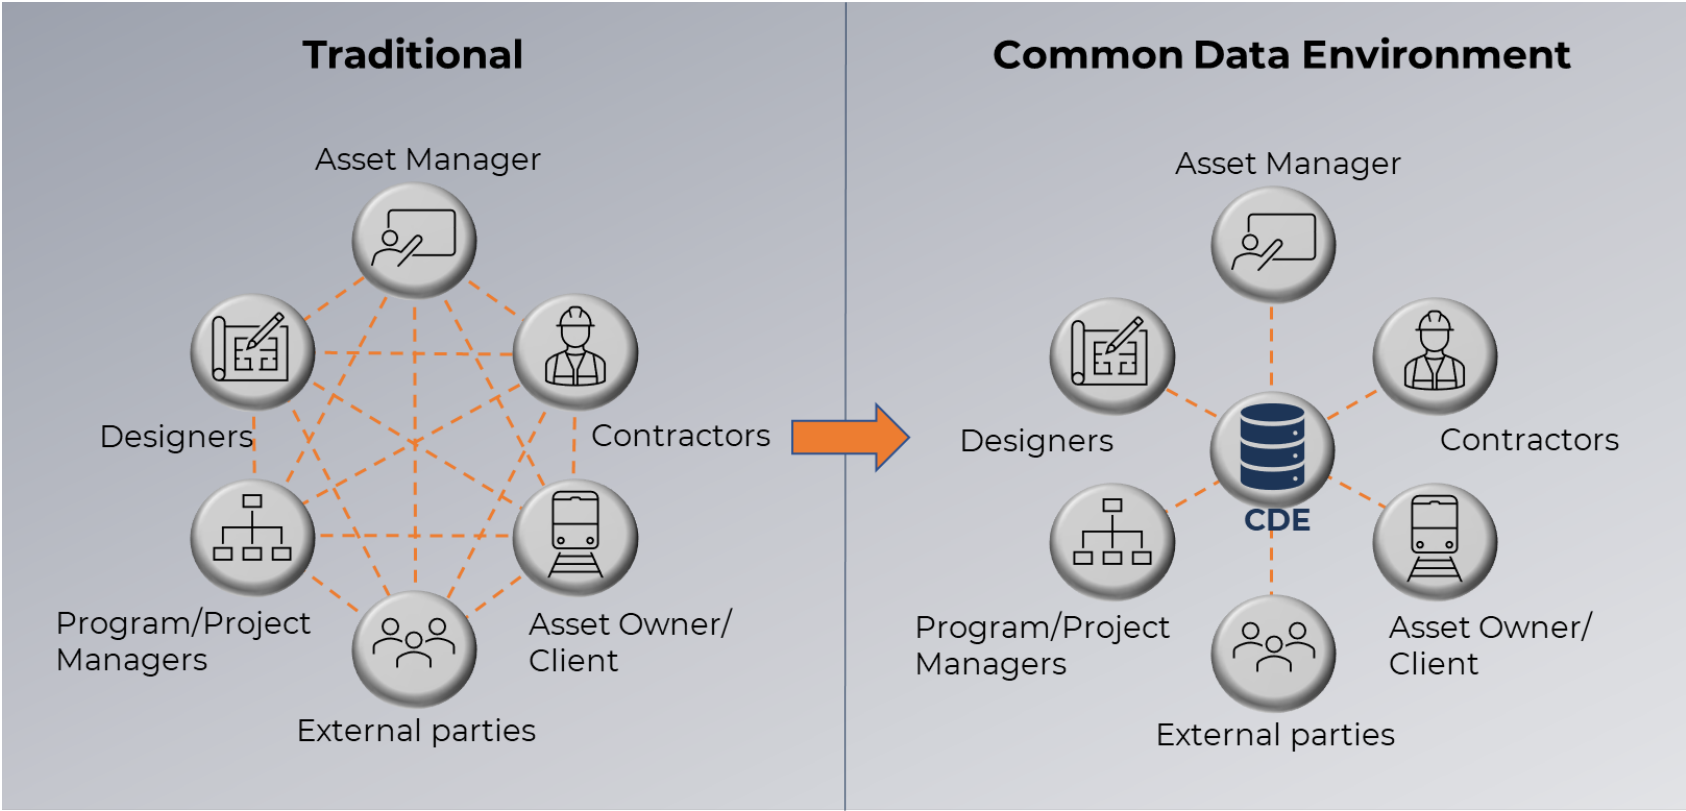 Traditional
Asset Manager
Designers
Contractors
Program/Project
Managers
Asset Owner/
Client
External parties
Common Data Environment
Asset Manager
Designers
Contractors
CDE
Program/Project
Managers
Asset Owner/
Client
External parties